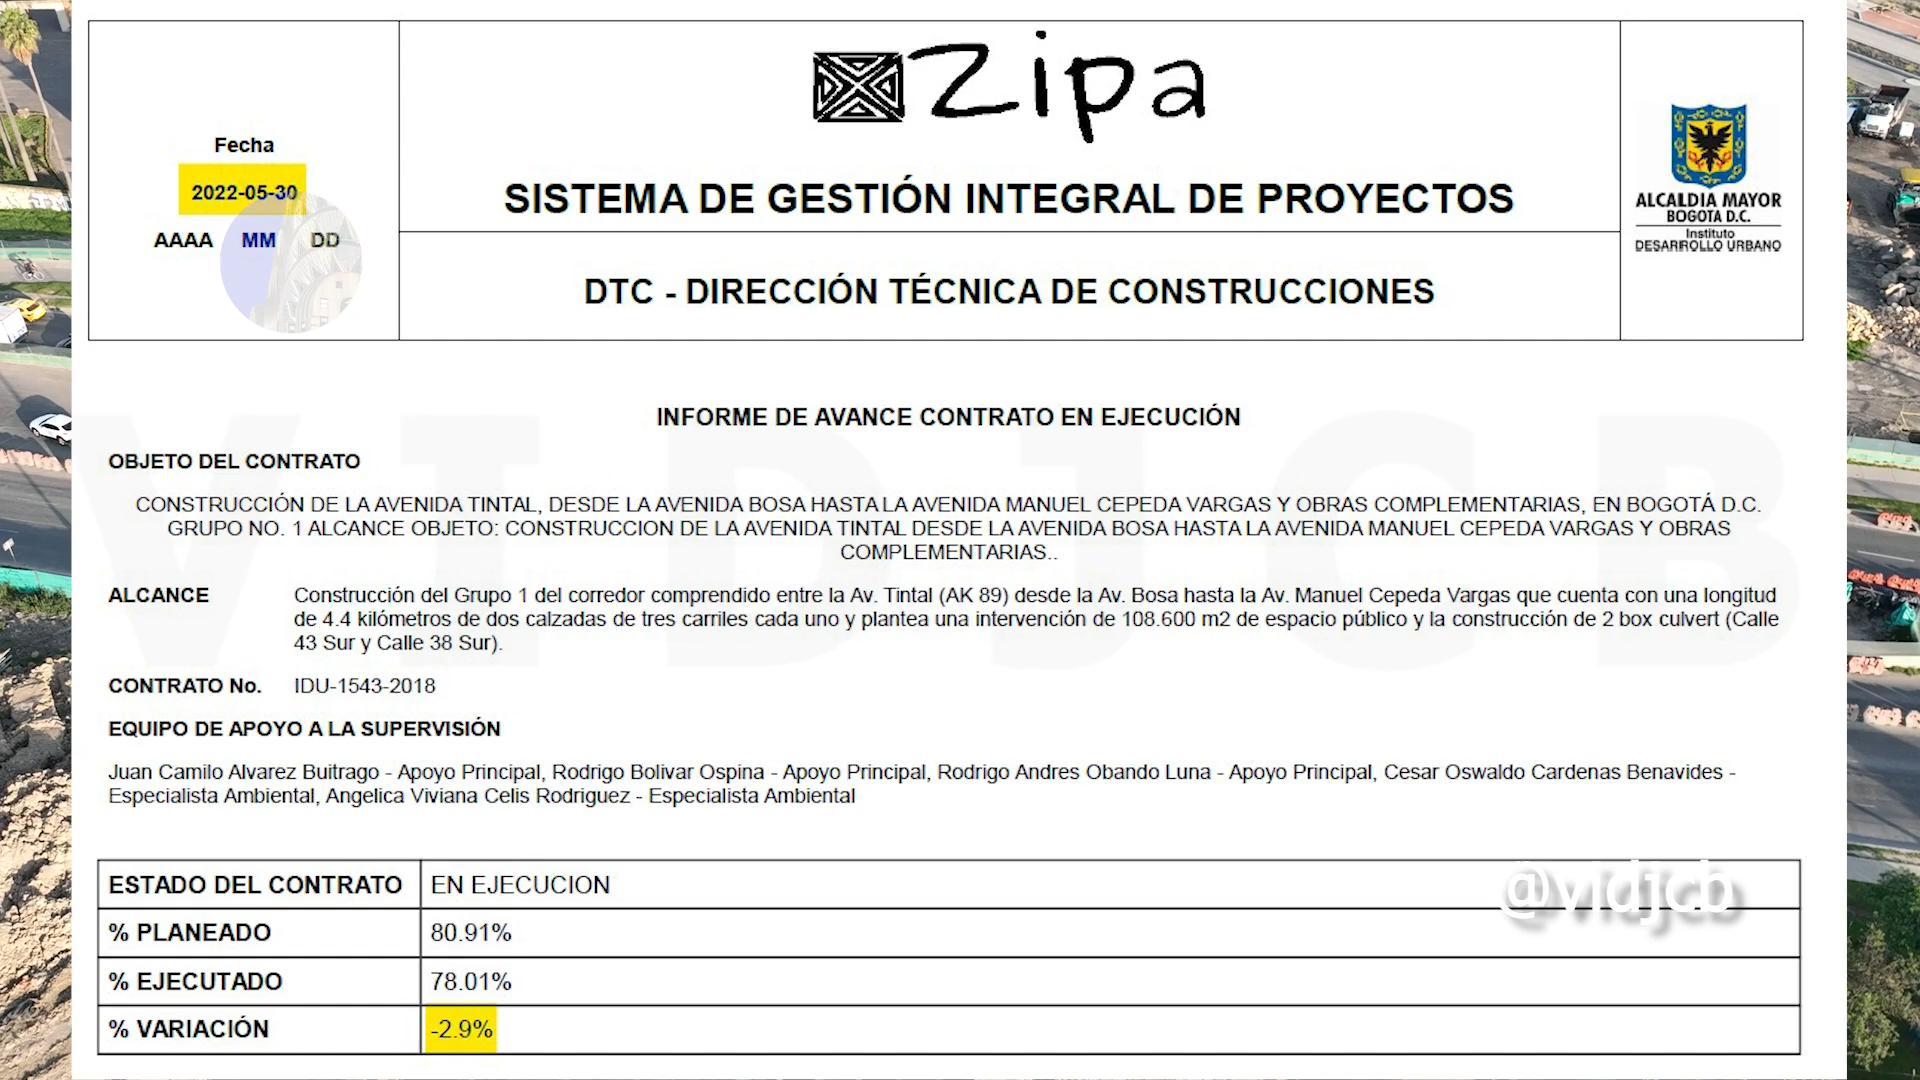 Zipa
Fecha
2022-05-30
AAAA MM DD
SISTEMA DE GESTIÓN INTEGRAL DE PROYECTOS
DTC - DIRECCIÓN TÉCNICA DE CONSTRUCCIONES
ALCALDIA MAYOR
BOGOTA D.C.
Instituto
DESARROLLO URBANO
INFORME DE AVANCE CONTRATO EN EJECUCIÓN
OBJETO DEL CONTRATO
CONSTRUCCIÓN DE LA AVENIDA TINTAL, DESDE LA AVENIDA BOSA HASTA LA AVENIDA MANUEL CEPEDA VARGAS Y OBRAS COMPLEMENTARIAS, EN BOGOTÁ D.C.
GRUPO NO. 1 ALCANCE OBJETO: CONSTRUCCION DE LA AVENIDA TINTAL DESDE LA AVENIDA BOSA HASTA LA AVENIDA MANUEL CEPEDA VARGAS Y OBRAS
COMPLEMENTARIAS..
ALCANCE Construcción del Grupo 1 del corredor comprendido entre la Av. Tintal (AK 89) desde la Av. Bosa hasta la Av. Manuel Cepeda Vargas que cuenta con una longitud
de 4.4 kilómetros de dos calzadas de tres carriles cada uno y plantea una intervención de 108.600 m2 de espacio público y la construcción de 2 box culvert (Calle
43 Sur y Calle 38 Sur).
CONTRATO No. IDU-1543-2018
EQUIPO DE APOYO A LA SUPERVISIÓN
Juan Camilo Alvarez Buitrago - Apoyo Principal, Rodrigo Bolivar Ospina - Apoyo Principal, Rodrigo Andres Obando Luna - Apoyo Principal, Cesar Oswaldo Cardenas Benavides -
Especialista Ambiental, Angelica Viviana Celis Rodriguez - Especialista Ambiental
VIDJCB
ESTADO DEL CONTRATO EN EJECUCION
@vidjcb
% PLANEADO 80.91%
% EJECUTADO 78.01%
% VARIACIÓN -2.9%